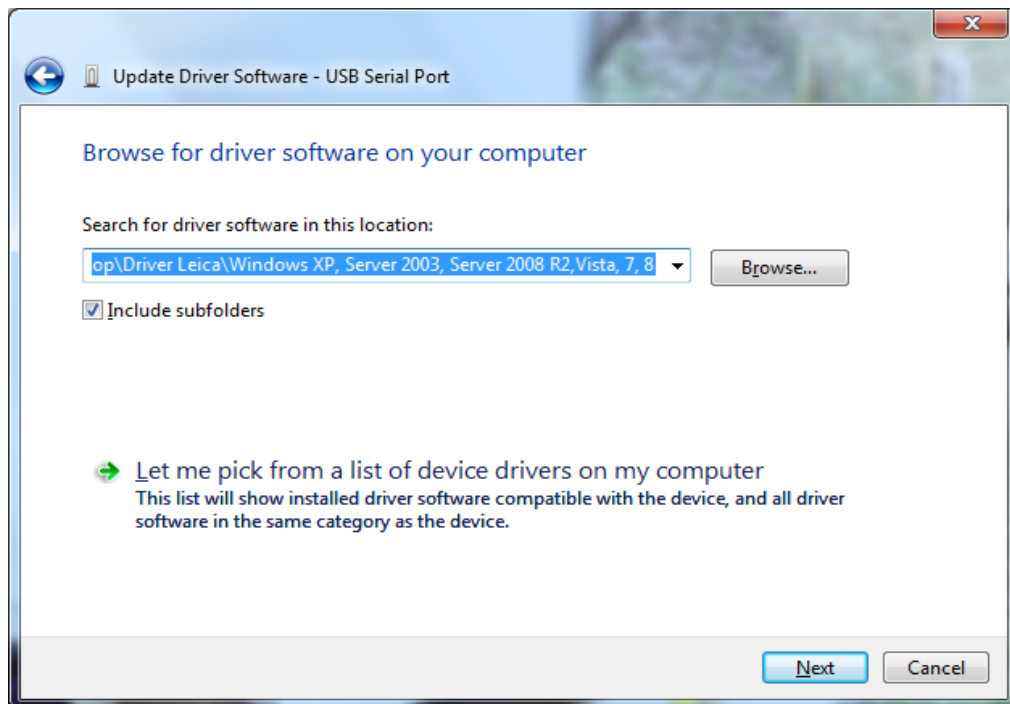 Update Driver Software - USB Serial Port
Browse for driver software on your computer
Search for driver software in this location:
op\Driver Leica\Windows XP, Server 2003, Server 2008 R2,Vista, 7, 8
Browse...
Include subfolders
Let me pick from a list of device drivers on my computer
This list will show installed driver software compatible with the device, and all driver
software in the same category as the device.
Next
Cancel